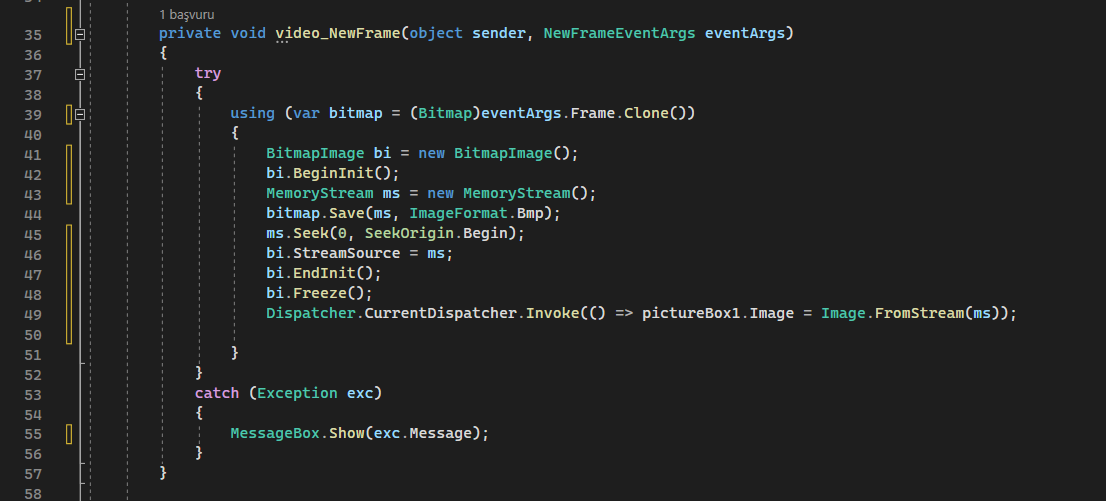 1 başvuru
35 private void video_NewFrame(object sender, NewFrameEventArgs eventArgs)
36 {
37 try
38 {
39 using (var bitmap = (Bitmap)eventArgs.Frame.Clone())
40 {
41 BitmapImage bi = new BitmapImage();
42 bi.BeginInit();
43 MemoryStream ms = new MemoryStream();
44 bitmap.Save(ms, ImageFormat.Bmp);
45 ms.Seek(0, SeekOrigin.Begin);
46 bi.StreamSource = ms;
47 bi.EndInit();
48 bi.Freeze();
49 Dispatcher.CurrentDispatcher.Invoke(() => pictureBox1.Image = Image.FromStream(ms));
50
51 }
52 }
53 catch (Exception exc)
54 {
55 MessageBox.Show(exc.Message);
56 }
57 }
58